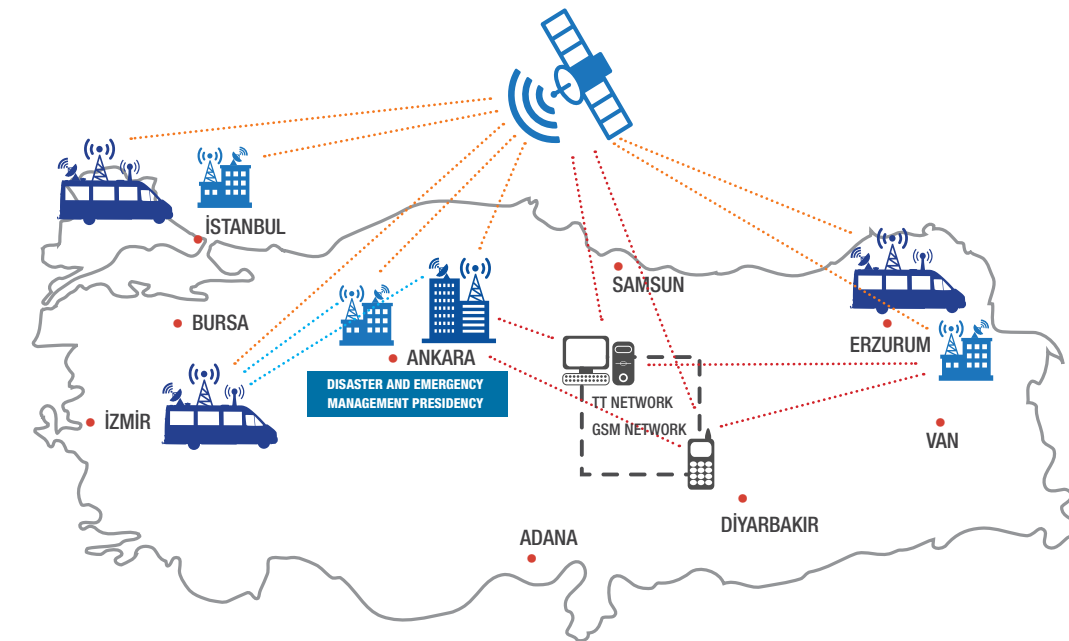 İSTANBUL
SAMSUN
BURSA
ERZURUM
ANKARA
DISASTER AND EMERGENCY
MANAGEMENT PRESIDENCY
TT NETWORK
GSM NETWORK
İZMİR
VAN
DİYARBAKIR
ADANA